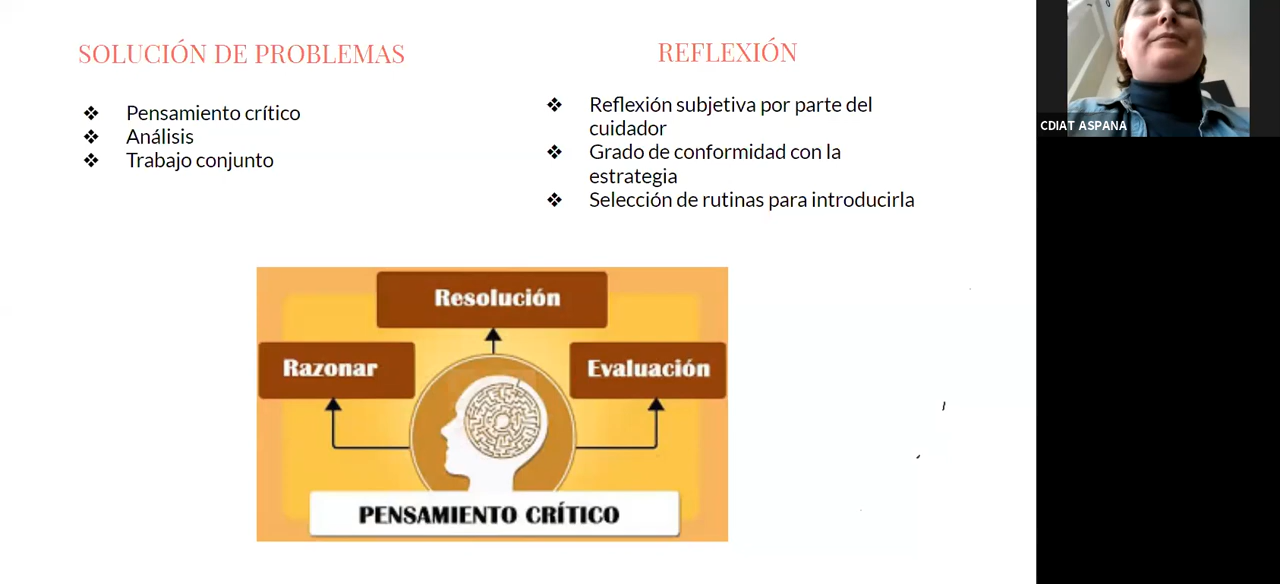 SOLUCIÓN DE PROBLEMAS
❖ Pensamiento crítico
❖ Análisis
❖ Trabajo conjunto
REFLEXIÓN
❖ Reflexión subjetiva por parte del
cuidador
❖ Grado de conformidad con la
estrategia
❖ Selección de rutinas para introducirla
Resolución
Razonar
Evaluación
PENSAMIENTO CRÍTICO
CDIAT ASPANA